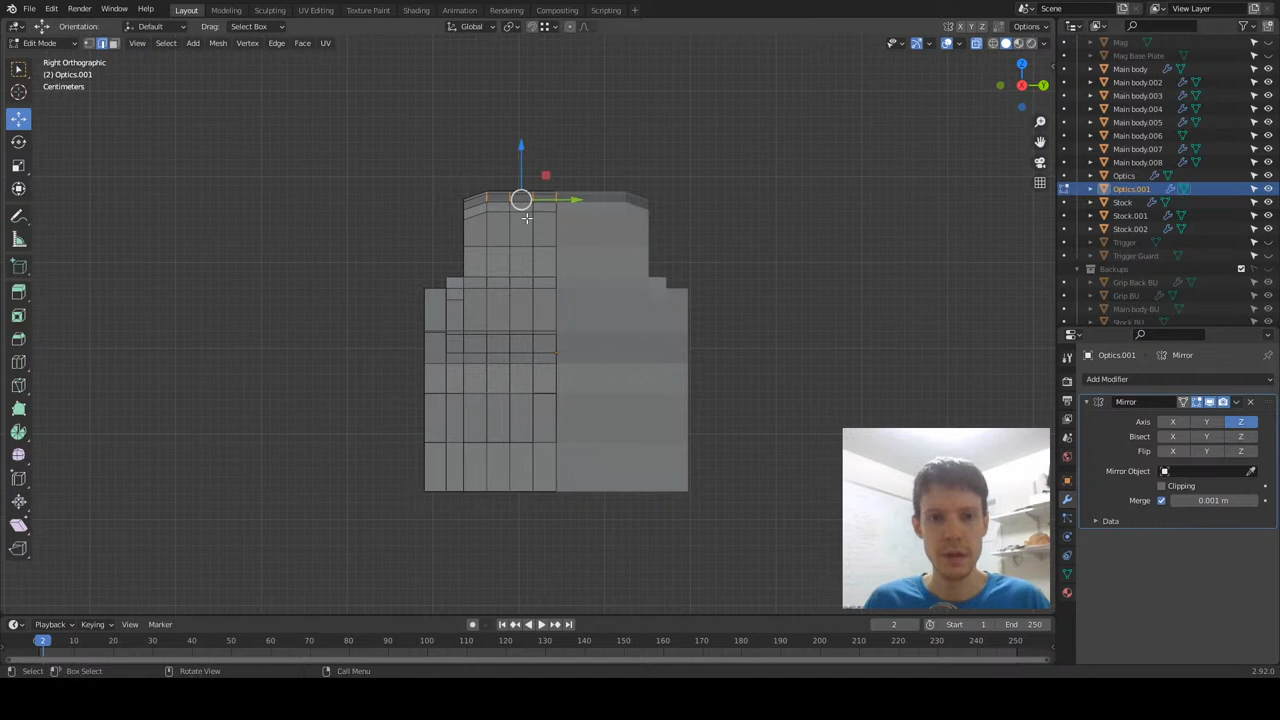 File Edit Render Window Help Layout Modeling Sculpting UV Editing Texture Paint Shading Animation Rendering Compositing Scripting + Scene View Layer
Orientation: Default Drag: Select Box Global X Y Z Options
Edit Mode View Select Add Mesh Vertex Edge Face UV
Right Orthographic
(2) Optics.001
Centimeters
Z
X
Y
Mag
Mag Base Plate
Main body
Main body.002
Main body.003
Main body.004
Main body.005
Main body.006
Main body.007
Main body.008
Optics
Optics.001
Stock
Stock.001
Stock.002
Trigger
Trigger Guard
Backups
Grip Back BU
Grip.BU
Main body BU
Stock.BU
Optics.001 Mirror
Add Modifier
Mirror
Axis X Y Z
Bisect X Y Z
Flip X Y Z
Mirror Object
Clipping
Merge 0.001 m
Data
Playback Keying View Marker 2 Start 1 End 250
2 10 20 30 40 50 60 70 80 90 100 110 120 130 140 150 160 170 180 190 200 210 220 230 240 250
Select Box Select Rotate View Call Menu 2.92.0